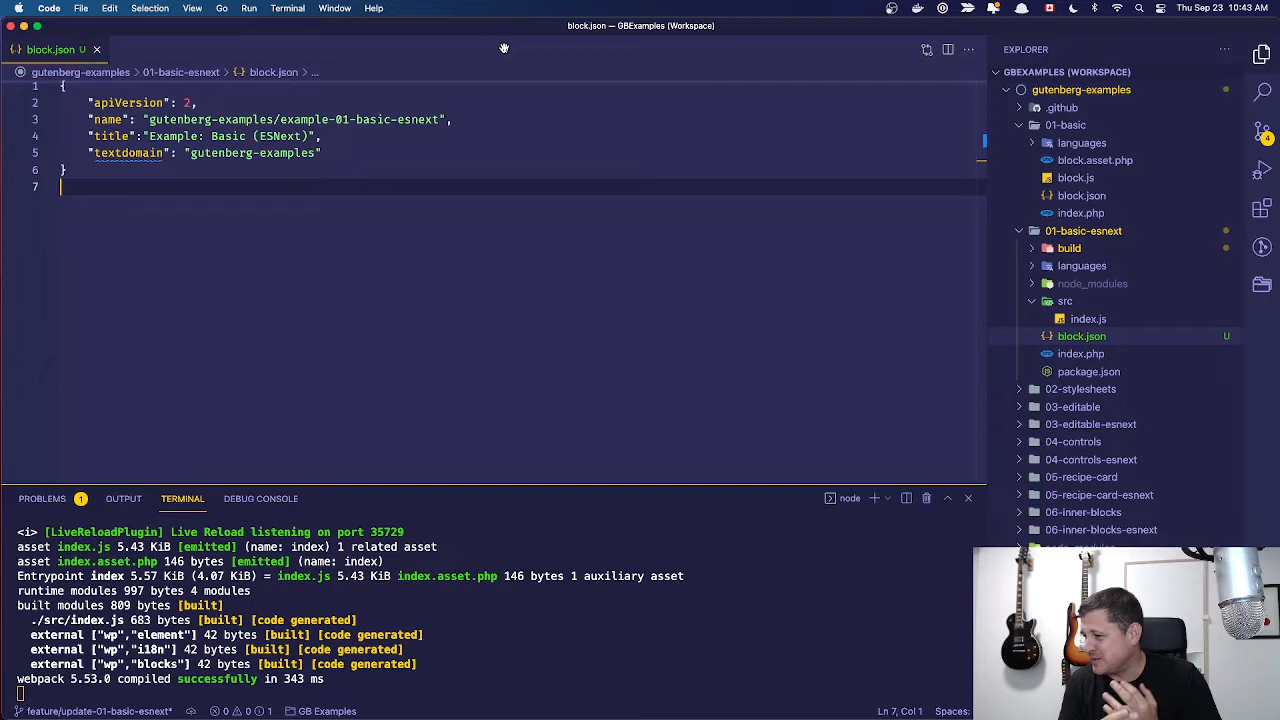 Code File Edit Selection View Go Run Terminal Window Help
Thu Sep 23 10:43 AM
block.json — GBExamples (Workspace)
block.json U
gutenberg-examples > 01-basic-esnext > {..} block.json > ...
1 {
2 "apiVersion": 2,
3 "name": "gutenberg-examples/example-01-basic-esnext",
4 "title":"Example: Basic (ESNext)",
5 "textdomain": "gutenberg-examples"
6 }
7
PROBLEMS 1 OUTPUT TERMINAL DEBUG CONSOLE
node
<i> [LiveReloadPlugin] Live Reload listening on port 35729
asset index.js 5.43 KiB [emitted] (name: index) 1 related asset
asset index.asset.php 146 bytes [emitted] (name: index)
Entrypoint index 5.57 KiB (4.07 KiB) = index.js 5.43 KiB index.asset.php 146 bytes 1 auxiliary asset
runtime modules 997 bytes 4 modules
built modules 809 bytes [built]
./src/index.js 683 bytes [built] [code generated]
external ["wp","element"] 42 bytes [built] [code generated]
external ["wp","i18n"] 42 bytes [built] [code generated]
external ["wp","blocks"] 42 bytes [built] [code generated]
webpack 5.53.0 compiled successfully in 343 ms
feature/update-01-basic-esnext* 0 0 1 GB Examples
Ln 7, Col 1 Spaces:
EXPLORER
GBEXAMPLES (WORKSPACE)
gutenberg-examples
.github
01-basic
languages
block.asset.php
block.js
block.json
index.php
01-basic-esnext
build
languages
node_modules
src
index.js
block.json U
index.php
package.json
02-stylesheets
03-editable
03-editable-esnext
04-controls
04-controls-esnext
05-recipe-card
05-recipe-card-esnext
06-inner-blocks
06-inner-blocks-esnext
4